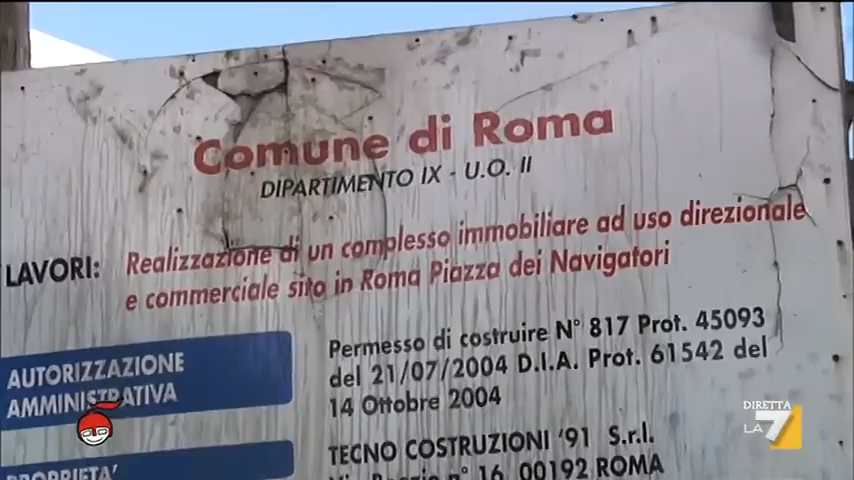 Comune di Roma
DIPARTIMENTO IX - U.O. II
LAVORI: Realizzazione di un complesso immobiliare ad uso direzionale
e commerciale sito in Roma Piazza dei Navigatori
AUTORIZZAZIONE
AMMINISTRATIVA
Permesso di costruire N° 817 Prot. 45093
del 21/07/2004 D.I.A. Prot. 61542 del
14 Ottobre 2004
PROPRIETA'
TECNO COSTRUZIONI '91 S.r.l.
n° 16, 00192 ROMA
DIRETTA
LA7